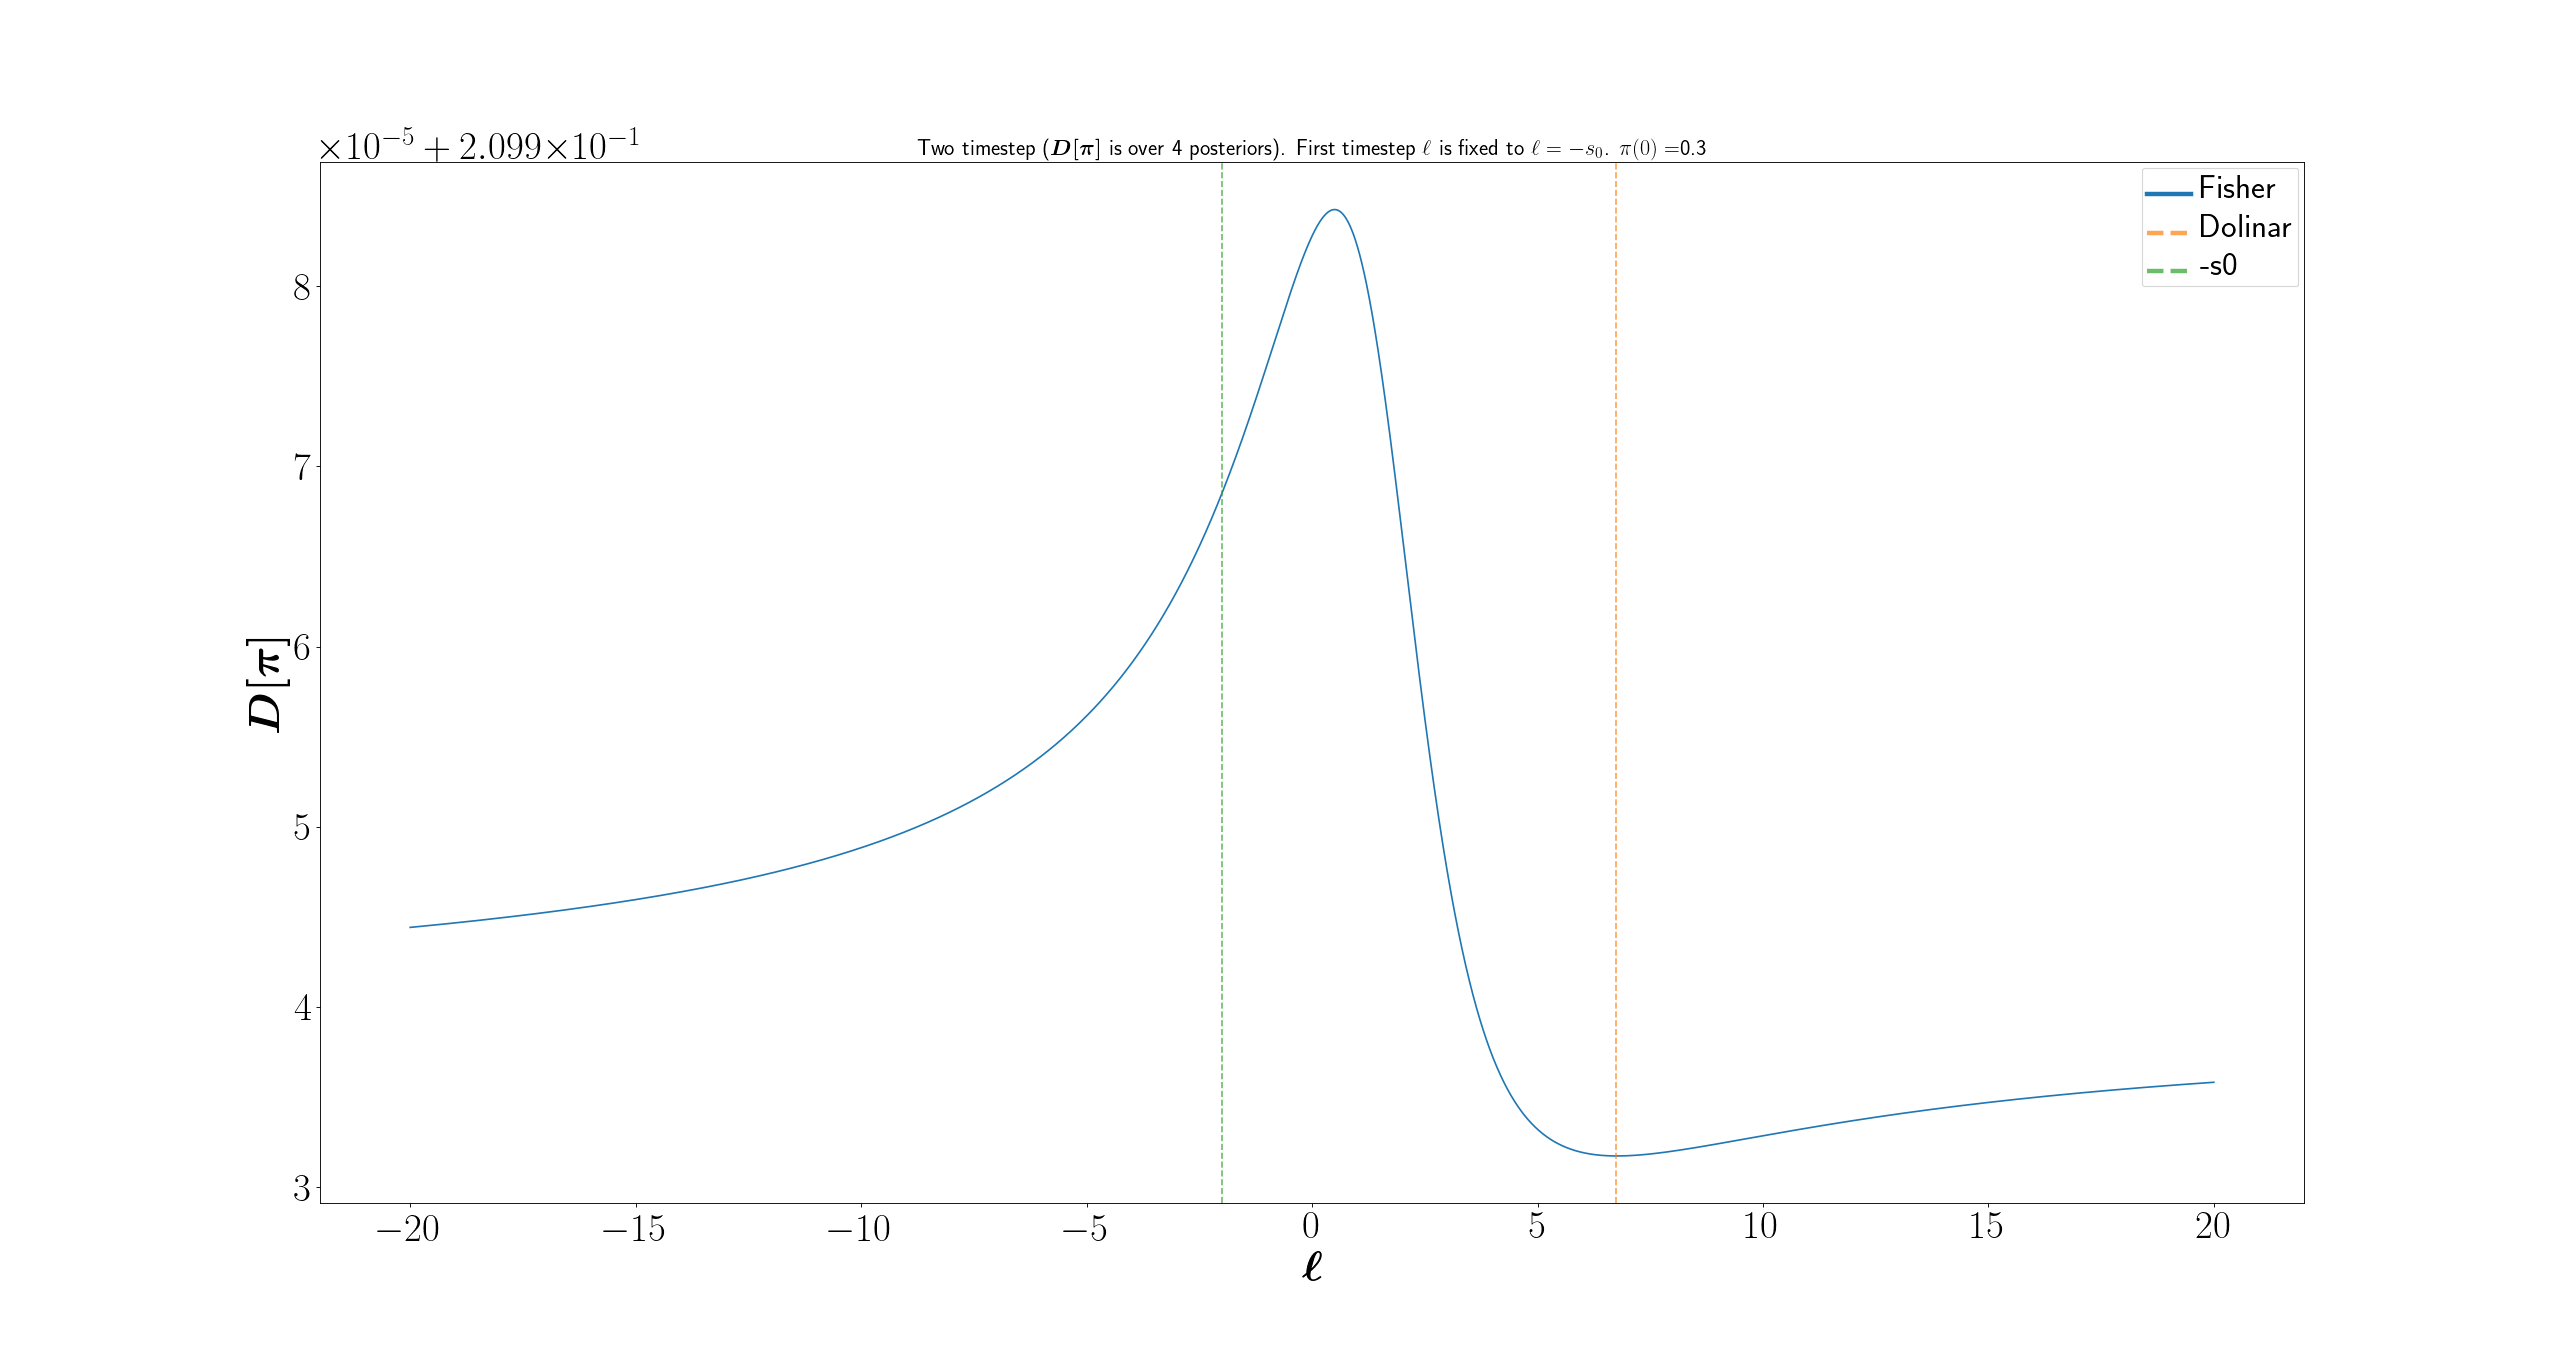 ×10⁻⁵ + 2.099×10⁻¹
Two timestep (D[π] is over 4 posteriors). First timestep ℓ is fixed to ℓ = −s₀. π(0) =0.3
Fisher
Dolinar
-s0
8
7
6
5
4
3
D[π]
−20 −15 −10 −5 0 5 10 15 20
ℓ